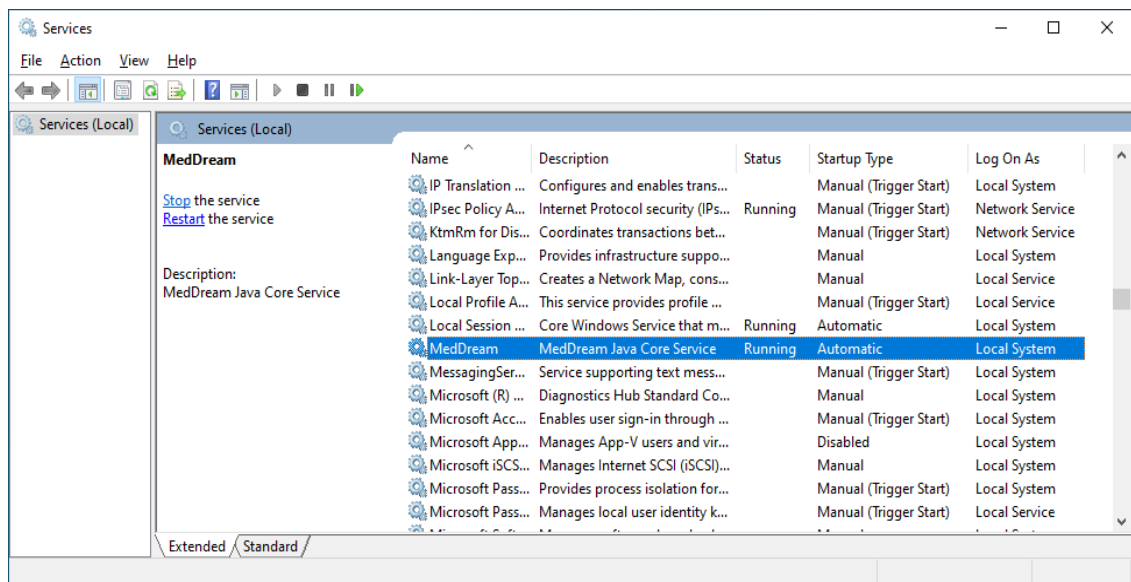 Services
File Action View Help
Services (Local)
Services (Local)
MedDream
Stop the service
Restart the service
Description:
MedDream Java Core Service
Name Description Status Startup Type Log On As
IP Translation ... Configures and enables trans... Manual (Trigger Start) Local System
IPsec Policy A... Internet Protocol security (IPs... Running Manual (Trigger Start) Network Service
KtmRm for Dis... Coordinates transactions bet... Manual (Trigger Start) Network Service
Language Exp... Provides infrastructure suppo... Manual Local System
Link-Layer Top... Creates a Network Map, cons... Manual Local Service
Local Profile A... This service provides profile ... Manual (Trigger Start) Local Service
Local Session ... Core Windows Service that m... Running Automatic Local System
MedDream MedDream Java Core Service Running Automatic Local System
MessagingSer... Service supporting text mess... Manual (Trigger Start) Local System
Microsoft (R) ... Diagnostics Hub Standard Co... Manual Local System
Microsoft Acc... Enables user sign-in through ... Manual (Trigger Start) Local System
Microsoft App... Manages App-V users and vir... Disabled Local System
Microsoft iSCS... Manages Internet SCSI (iSCSI)... Manual Local System
Microsoft Pass... Provides process isolation for... Manual (Trigger Start) Local System
Microsoft Pass... Manages local user identity k... Manual (Trigger Start) Local Service
Extended Standard